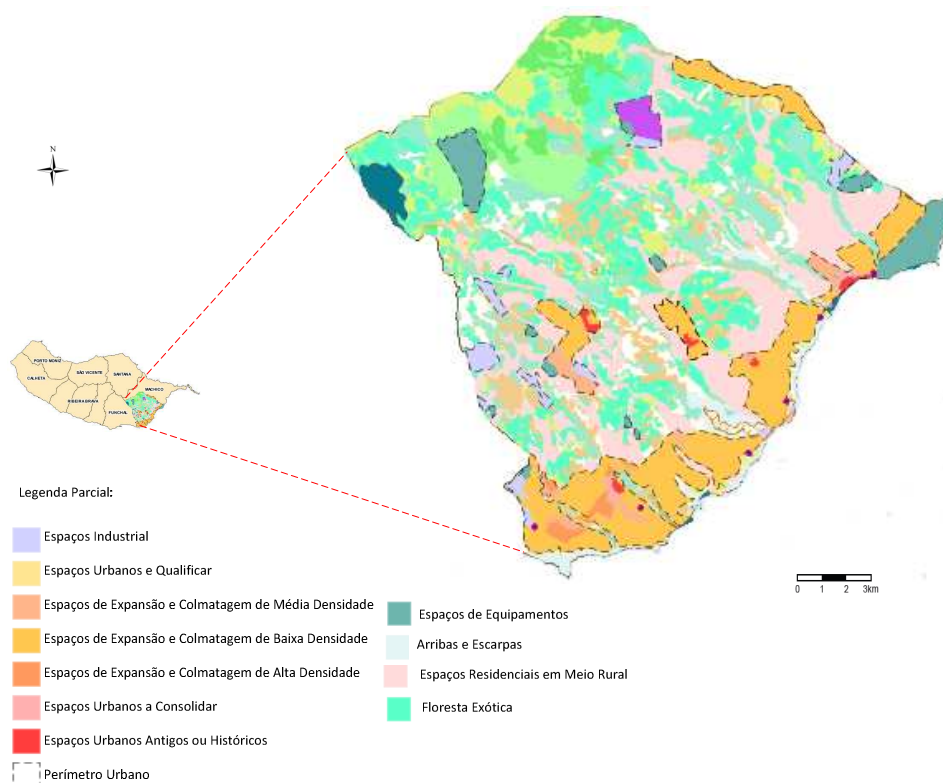 N
PORTO MONIZ
SÃO VICENTE
SANTANA
CALHETA
MACHICO
RIBEIRA BRAVA
FUNCHAL
Legenda Parcial:
Espaços Industrial
Espaços Urbanos e Qualificar
Espaços de Expansão e Colmatagem de Média Densidade
Espaços de Expansão e Colmatagem de Baixa Densidade
Espaços de Expansão e Colmatagem de Alta Densidade
Espaços Urbanos a Consolidar
Espaços Urbanos Antigos ou Históricos
Perímetro Urbano
Espaços de Equipamentos
Arribas e Escarpas
Espaços Residenciais em Meio Rural
Floresta Exótica
0 1 2 3km